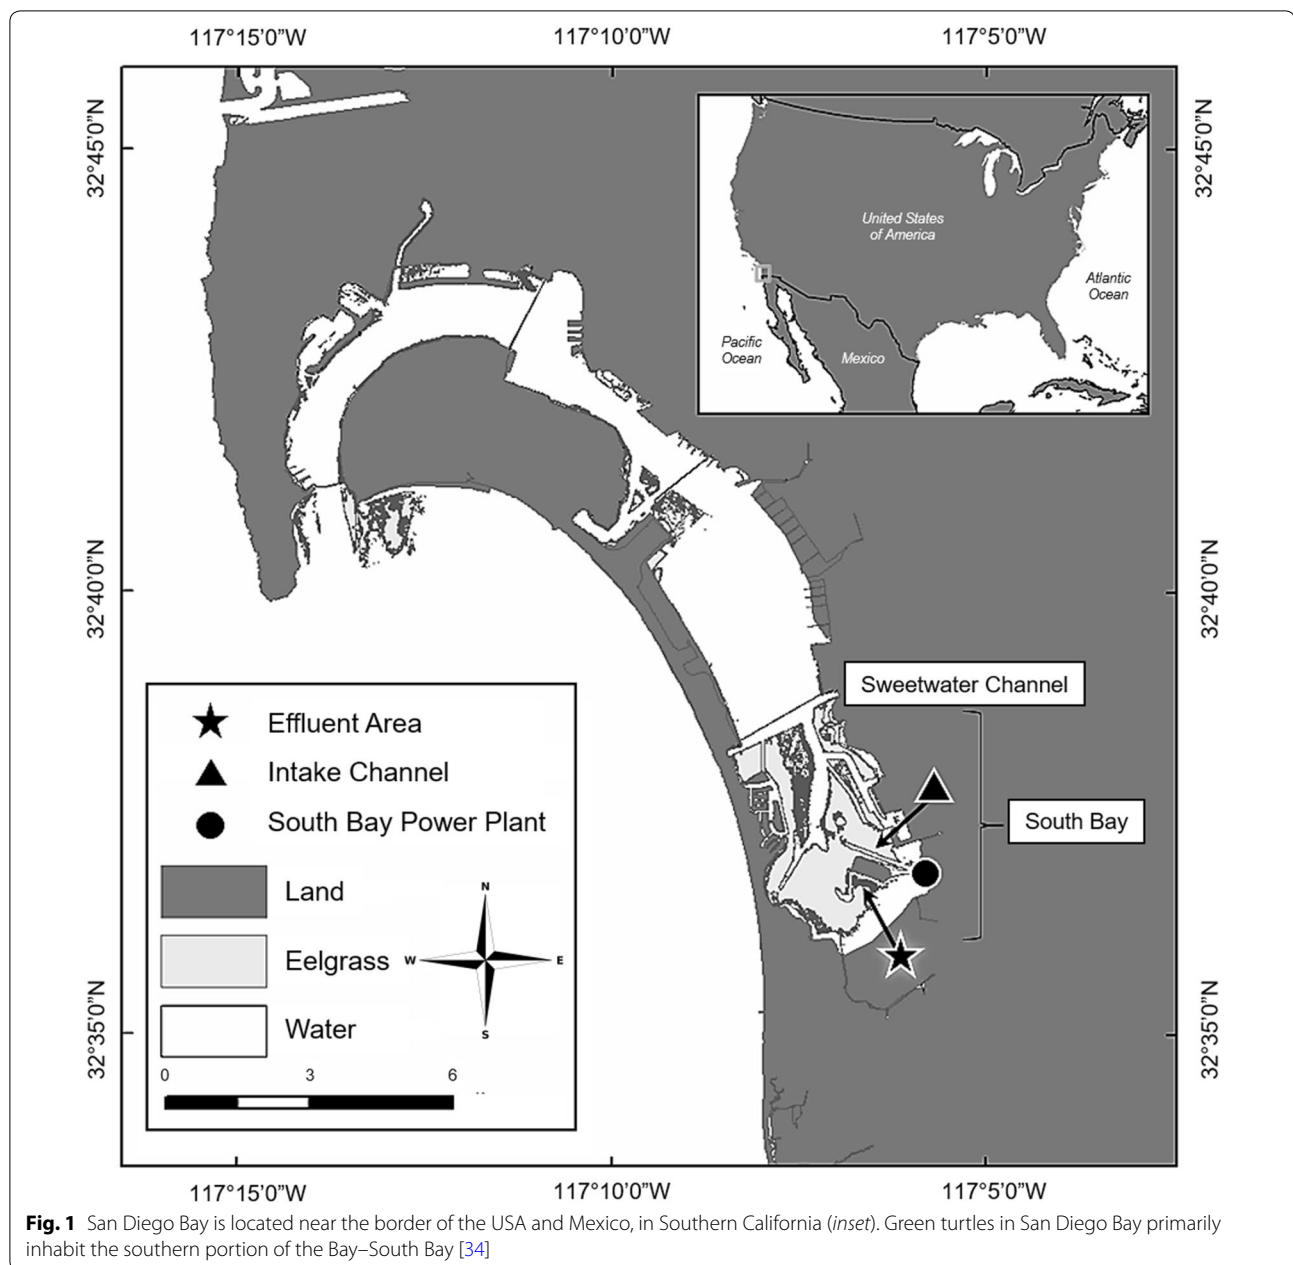 117°15'0"W 117°10'0"W 117°5'0"W
32°45'0"N 32°45'0"N
United States
of America
Atlantic
Ocean
Pacific
Ocean
Mexico
32°40'0"N 32°40'0"N
Sweetwater Channel
South Bay
Effluent Area
Intake Channel
South Bay Power Plant
Land
Eelgrass
Water
N
W E
S
0 3 6
32°35'0"N 32°35'0"N
117°15'0"W 117°10'0"W 117°5'0"W
Fig. 1 San Diego Bay is located near the border of the USA and Mexico, in Southern California (inset). Green turtles in San Diego Bay primarily
inhabit the southern portion of the Bay–South Bay [34]